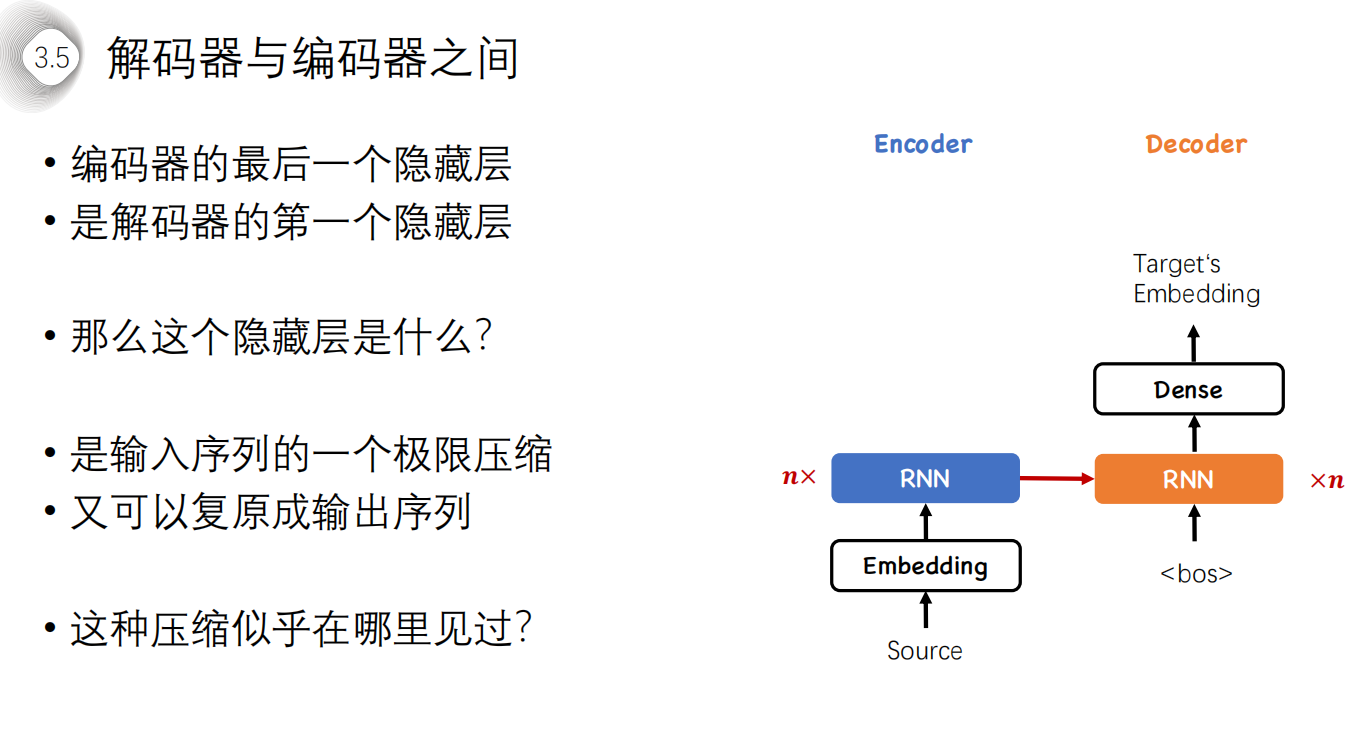 3.5
解码器与编码器之间
• 编码器的最后一个隐藏层
• 是解码器的第一个隐藏层
• 那么这个隐藏层是什么?
• 是输入序列的一个极限压缩
• 又可以复原成输出序列
• 这种压缩似乎在哪里见过?
Encoder
Decoder
Target‘s
Embedding
Dense
n×
RNN
RNN
×n
Embedding
<bos>
Source